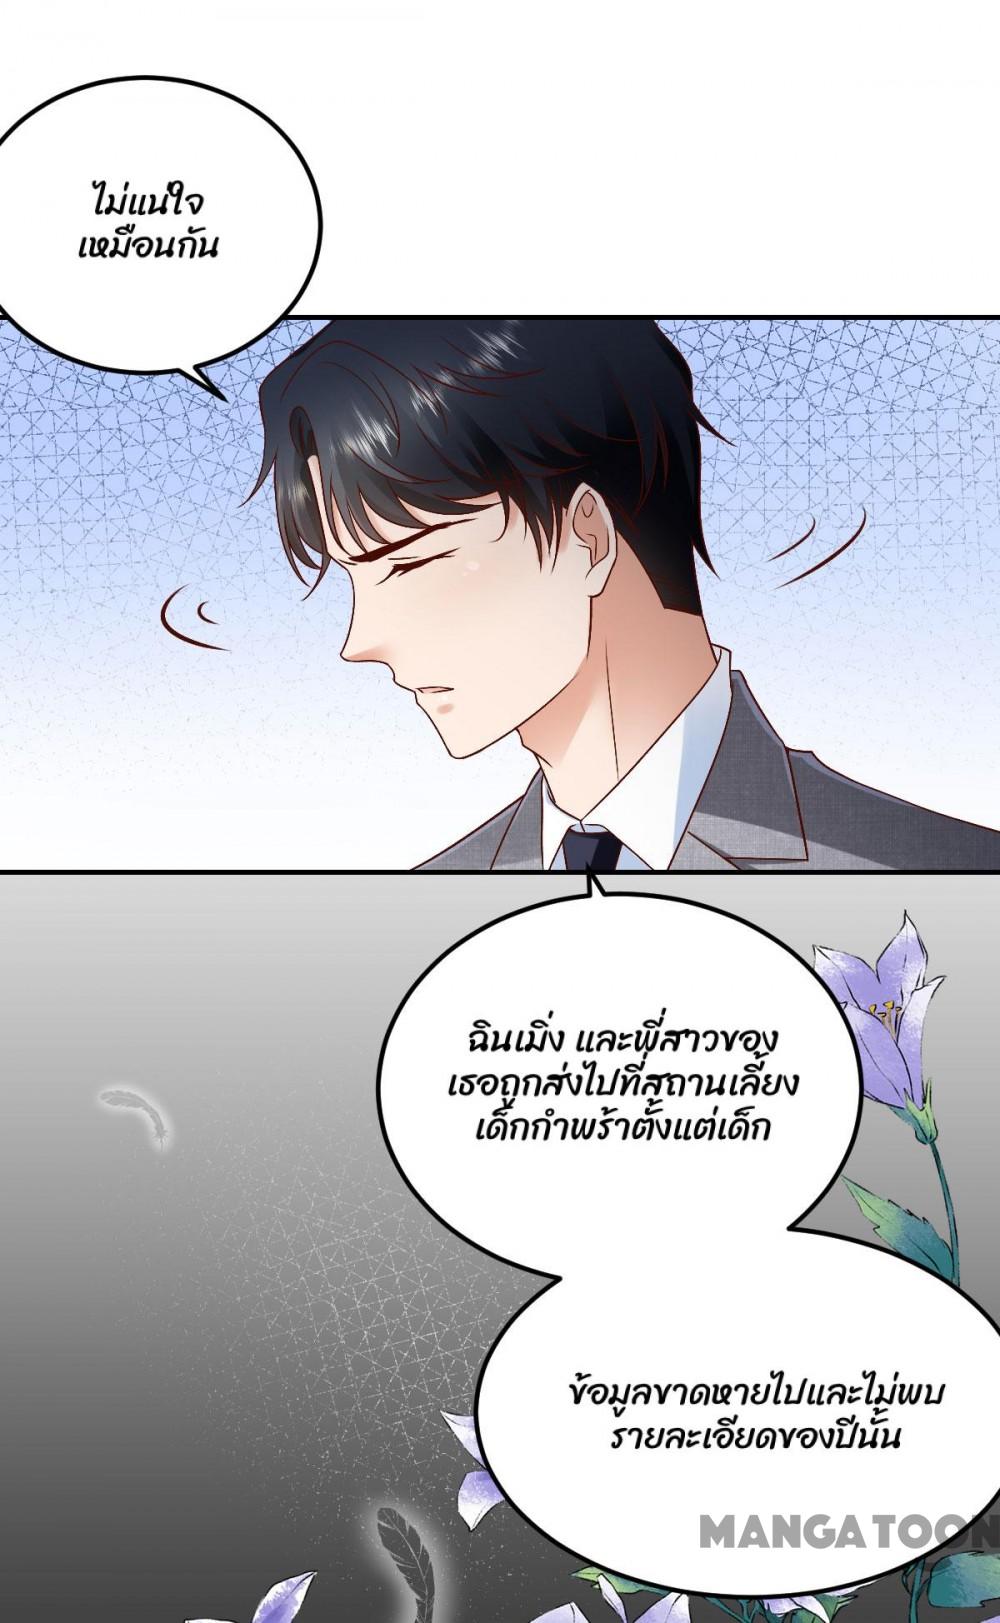 ไม่แน่ใจ
เหมือนกัน
ฉินเมิ่ง และพี่สาวของ
เธอถูกส่งไปที่สถานเลี้ยง
เด็กกำพร้าตั้งแต่เด็ก
ข้อมูลขาดหายไปและไม่พบ
รายละเอียดของปีนั้น
MANGATOON